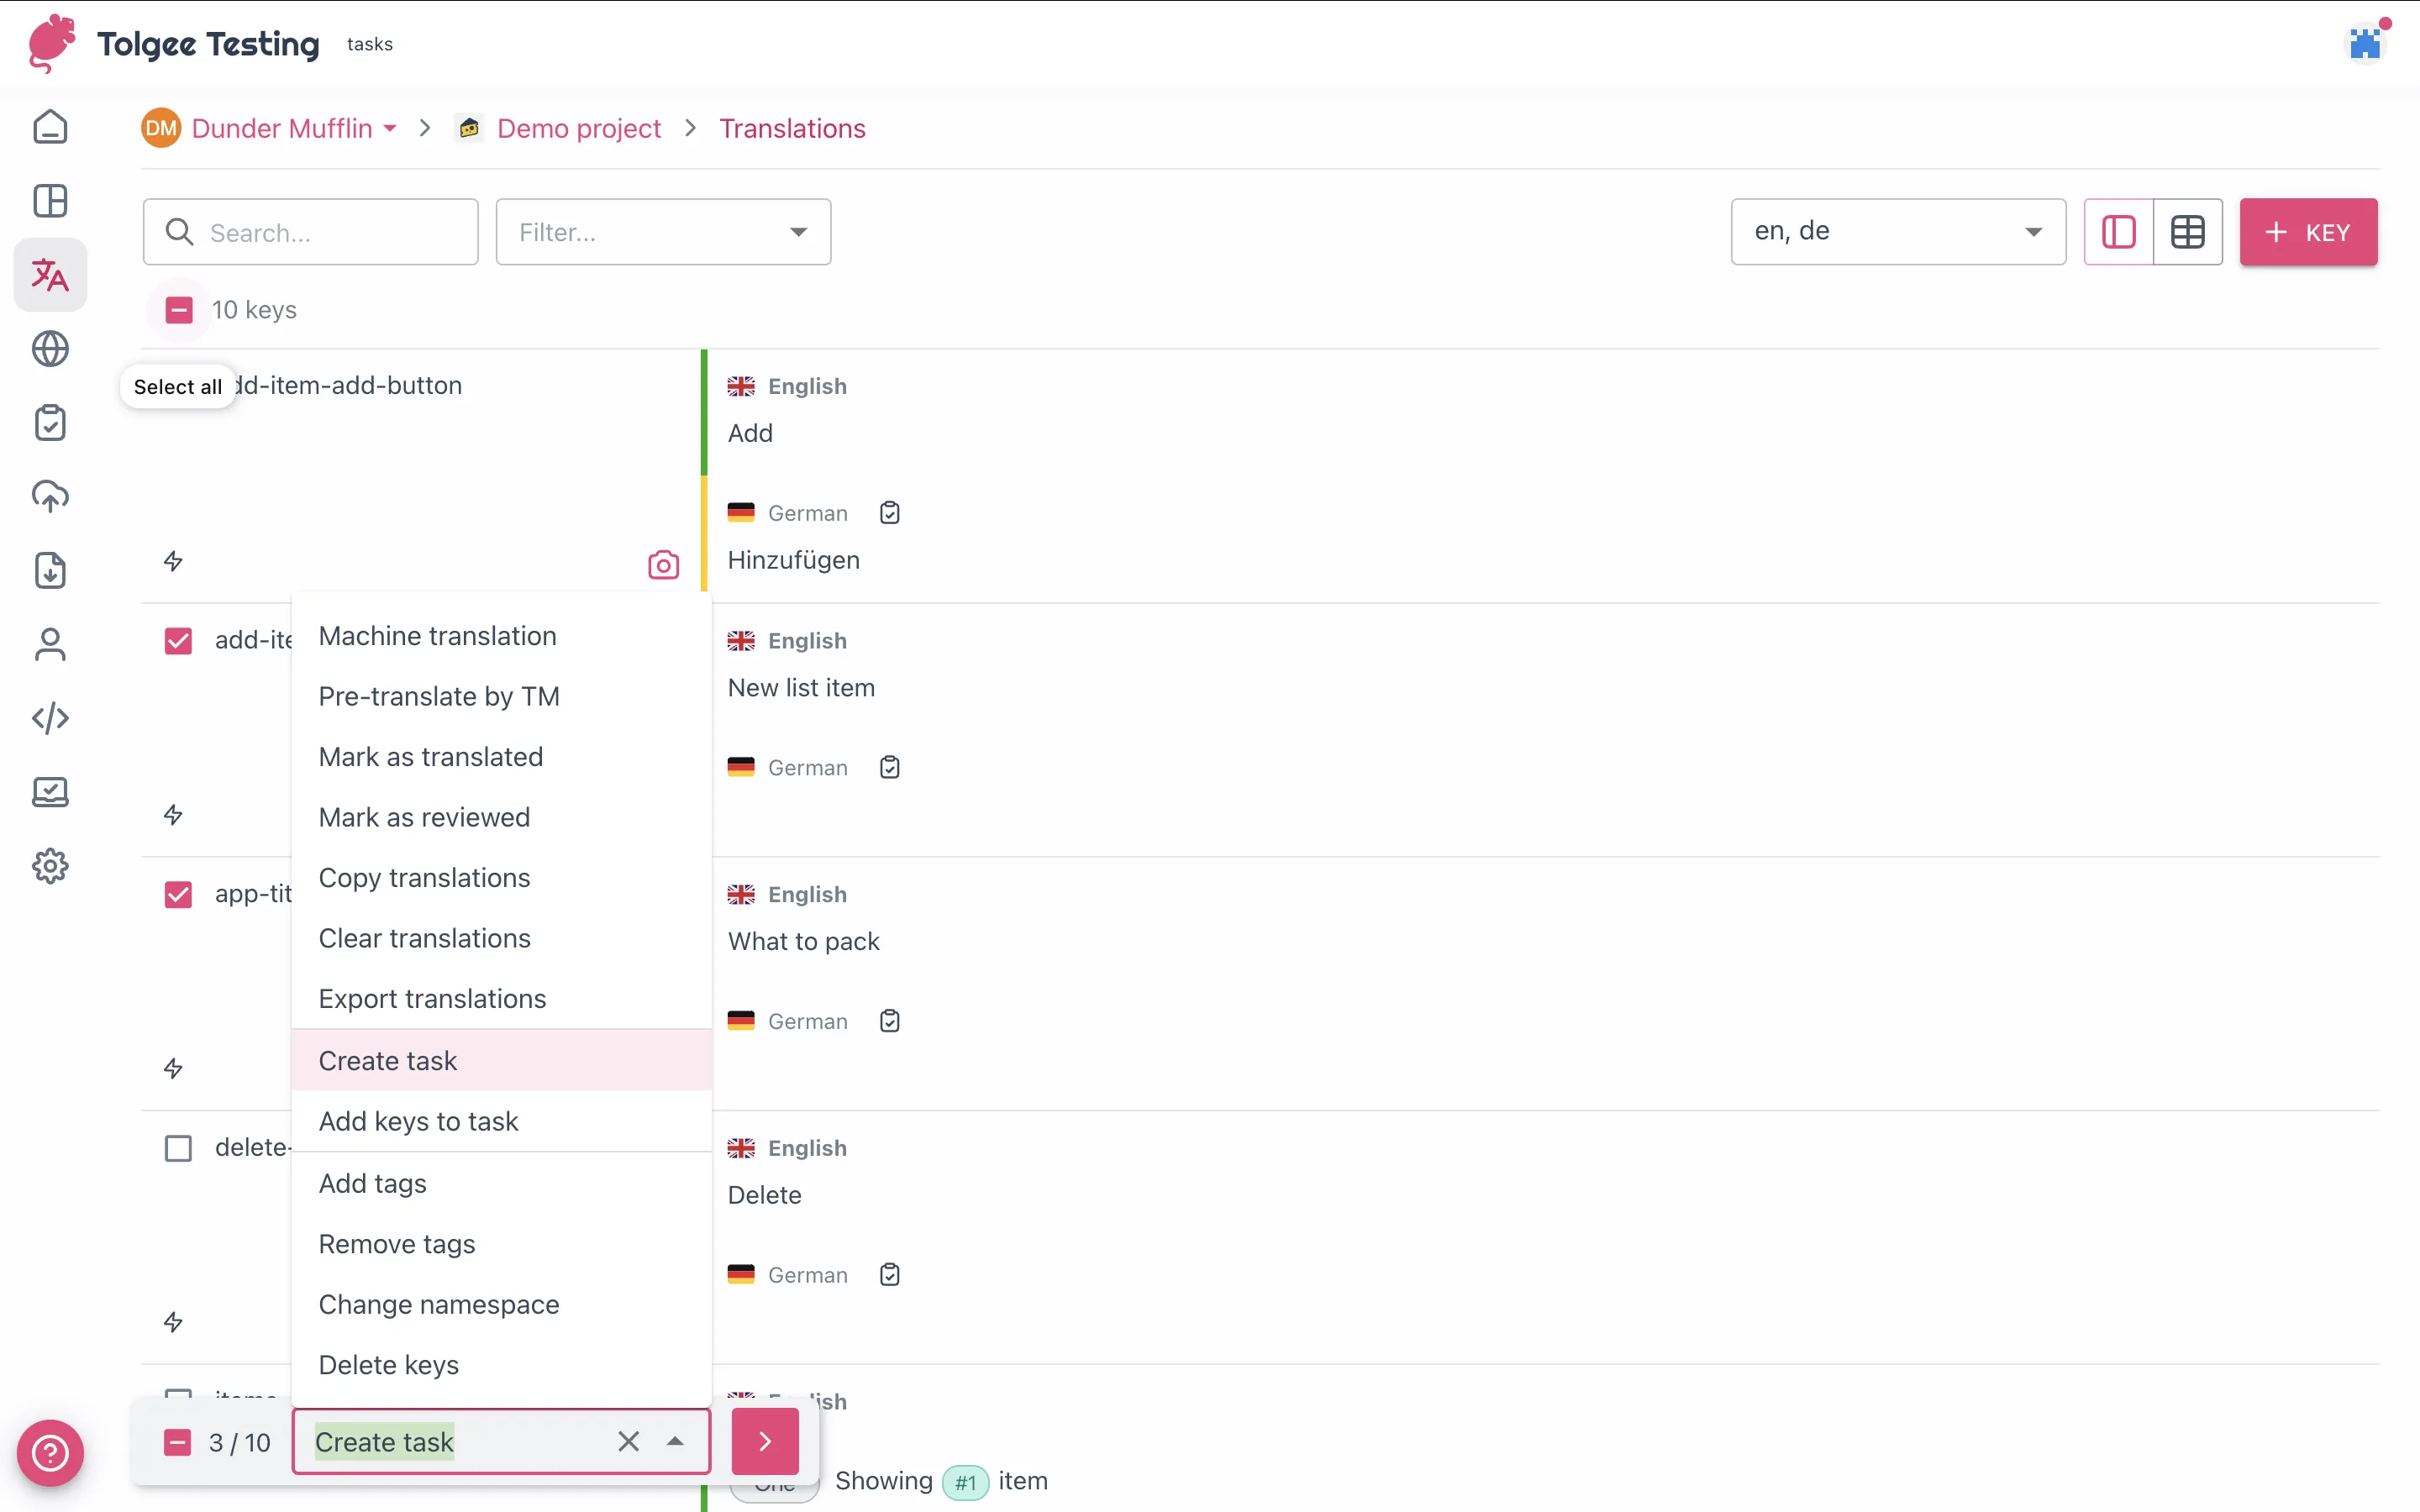 Tolgee Testing tasks
DM Dunder Mufflin > Demo project > Translations
Search... Filter... en, de + KEY
10 keys
Select all dd-item-add-button
English
Add
German
Hinzufügen
add-ite
English
New list item
German
app-tit
English
What to pack
German
delete-
English
Delete
German
Machine translation
Pre-translate by TM
Mark as translated
Mark as reviewed
Copy translations
Clear translations
Export translations
Create task
Add keys to task
Add tags
Remove tags
Change namespace
Delete keys
3 / 10 Create task
Showing #1 item